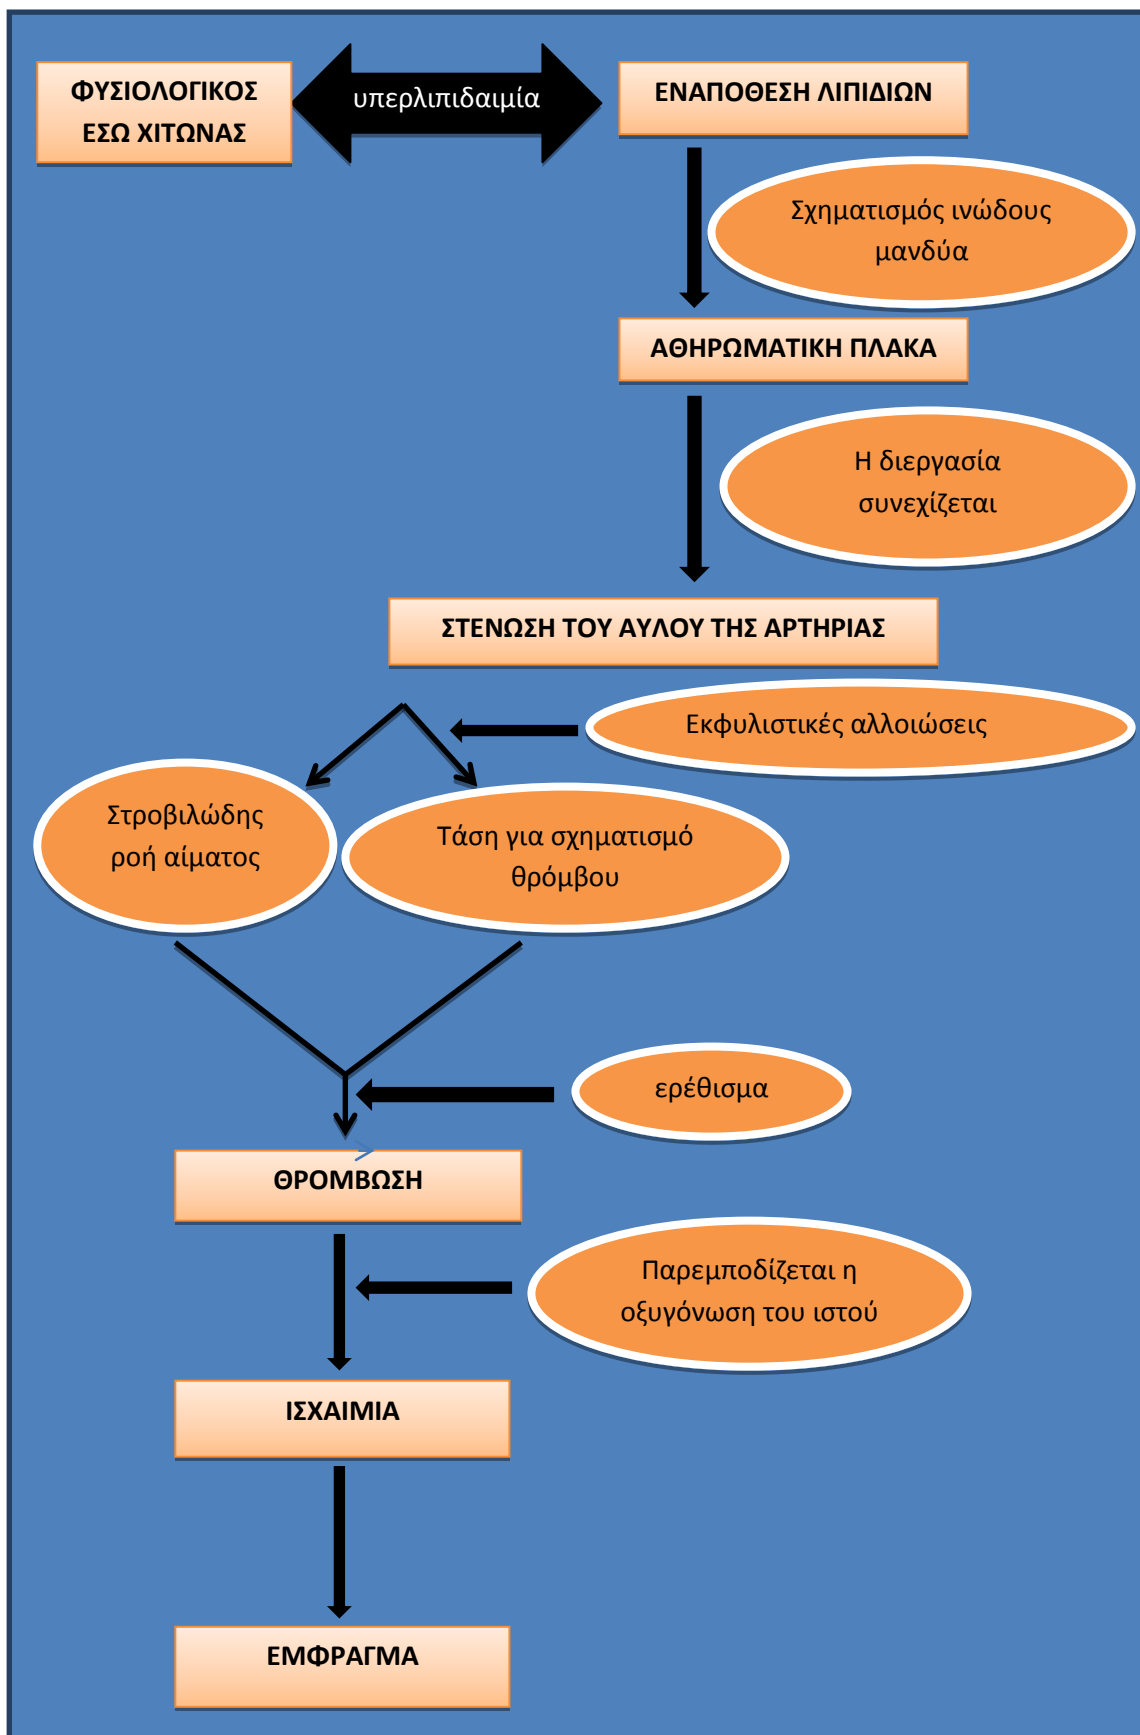 ΦΥΣΙΟΛΟΓΙΚΟΣ
ΕΣΩ ΧΙΤΩΝΑΣ
υπερλιπιδαιμία
ΕΝΑΠΟΘΕΣΗ ΛΙΠΙΔΙΩΝ
Σχηματισμός ινώδους
μανδύα
ΑΘΗΡΩΜΑΤΙΚΗ ΠΛΑΚΑ
Η διεργασία
συνεχίζεται
ΣΤΕΝΩΣΗ ΤΟΥ ΑΥΛΟΥ ΤΗΣ ΑΡΤΗΡΙΑΣ
Εκφυλιστικές αλλοιώσεις
Στροβιλώδης
ροή αίματος
Τάση για σχηματισμό
θρόμβου
ερέθισμα
ΘΡΟΜΒΩΣΗ
Παρεμποδίζεται η
οξυγόνωση του ιστού
ΙΣΧΑΙΜΙΑ
ΕΜΦΡΑΓΜΑ